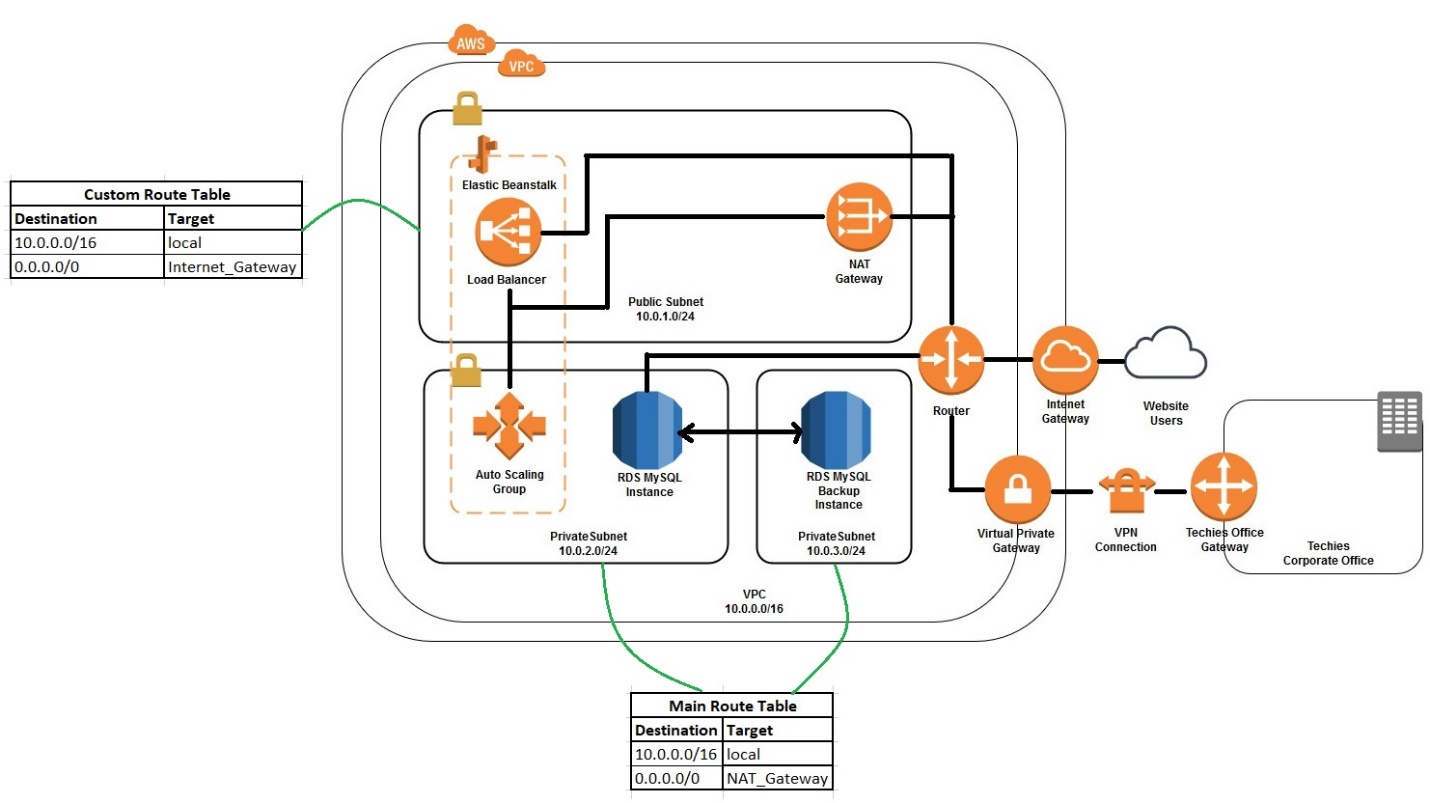 AWS
VPC
Elastic Beanstalk
Load Balancer
NAT
Gateway
Public Subnet
10.0.1.0/24
Custom Route Table
Destination Target
10.0.0.0/16 local
0.0.0.0/0 Internet_Gateway
Auto Scaling
Group
RDS MySQL
Instance
RDS MySQL
Backup
Instance
Private Subnet
10.0.2.0/24
Private Subnet
10.0.3.0/24
VPC
10.0.0.0/16
Router
Intenet
Gateway
Website
Users
Virtual Private
Gateway
VPN
Connection
Techies Office
Gateway
Techies
Corporate Office
Main Route Table
Destination Target
10.0.0.0/16 local
0.0.0.0/0 NAT_Gateway